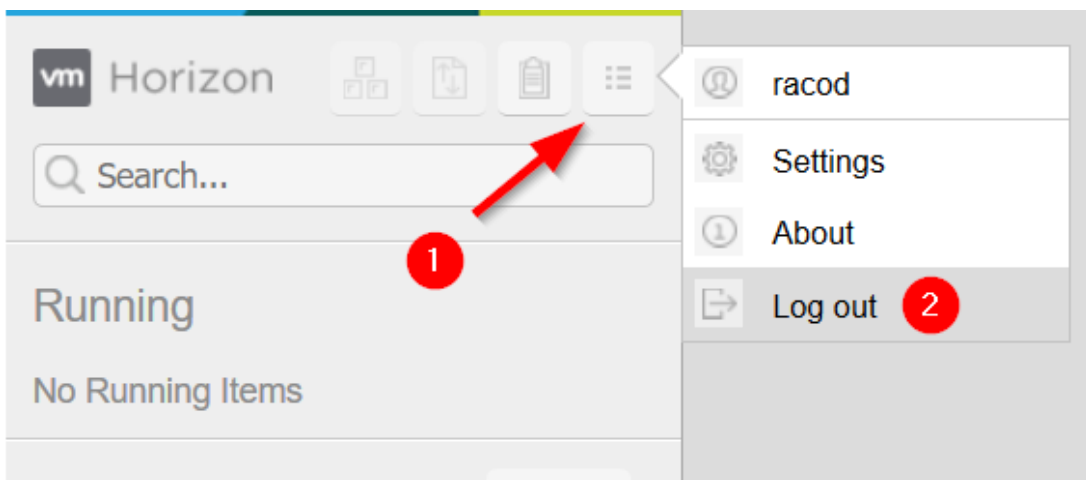 vm Horizon
Search...
1
Running
No Running Items
racod
Settings
About
Log out 2